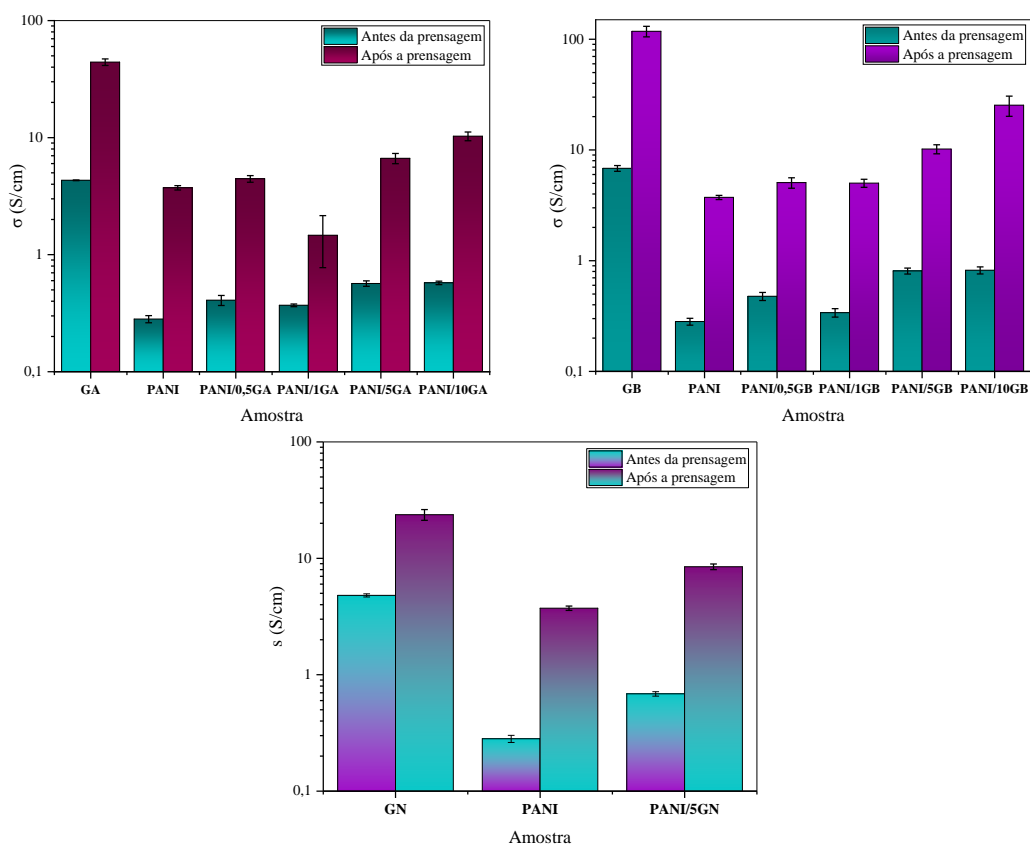 Antes da prensagem
Após a prensagem
100
10
1
0,1
σ (S/cm)
GA PANI PANI/0,5GA PANI/1GA PANI/5GA PANI/10GA
Amostra
Antes da prensagem
Após a prensagem
100
10
1
0,1
σ (S/cm)
GB PANI PANI/0,5GB PANI/1GB PANI/5GB PANI/10GB
Amostra
Antes da prensagem
Após a prensagem
100
10
1
0,1
s (S/cm)
GN PANI PANI/5GN
Amostra